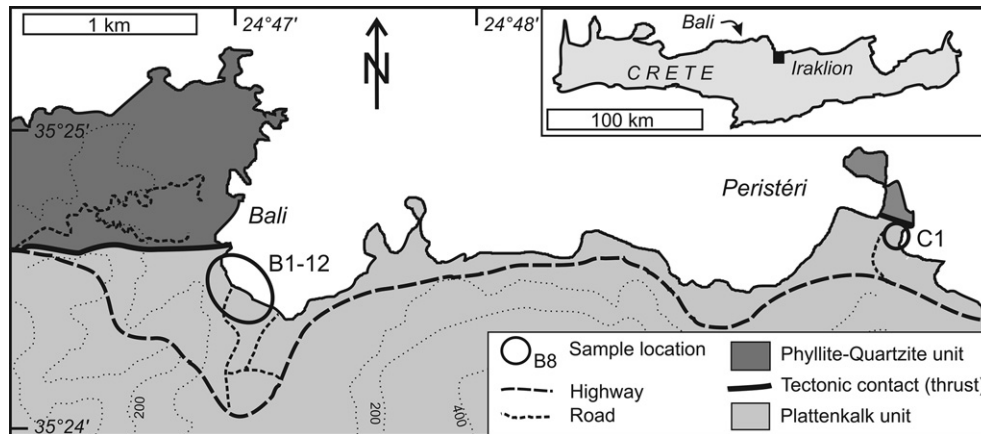 1 km
24°47'
24°48'
N
Bali
CRETE
Iraklion
100 km
35°25'
Bali
Peristéri
B1-12
C1
200
200
400
35°24'
B8
Sample location
Highway
Road
Phyllite-Quartzite unit
Tectonic contact (thrust)
Plattenkalk unit